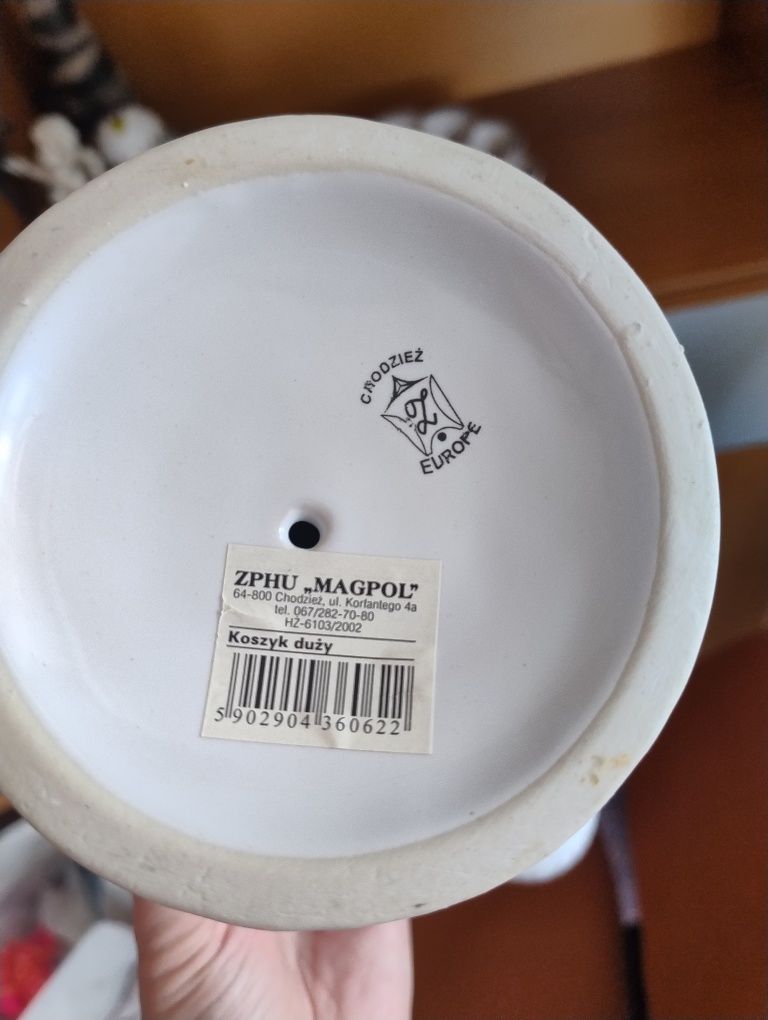 CHODZIEŻ
EUROPE
ZPHU „MAGPOL”
64-800 Chodzież, ul. Korfantego 4a
tel. 067/282-70-80
HŻ-6103/2002
Koszyk duży
5 902904 360622